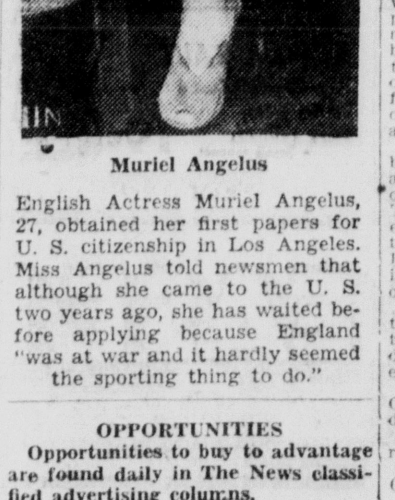 Muriel Angelus
English Actress Muriel Angelus,
27, obtained her first papers for
U. S. citizenship in Los Angeles.
Miss Angelus told newsmen that
although she came to the U. S.
two years ago, she has waited be-
fore applying because England
"was at war and it hardly seemed
the sporting thing to do."
OPPORTUNITIES
Opportunities to buy to advantage
are found daily in The News classi-
fied advertising columns.